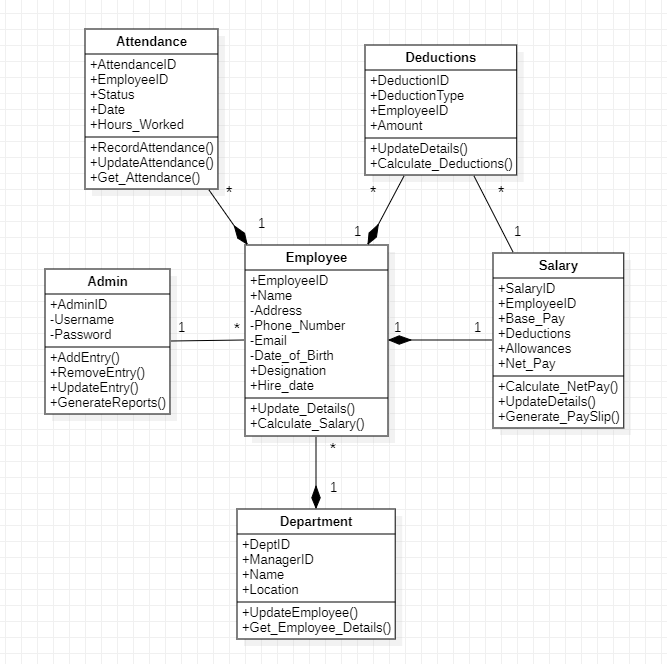 Attendance
+AttendanceID
+EmployeeID
+Status
+Date
+Hours_Worked
+RecordAttendance()
+UpdateAttendance()
+Get_Attendance()
*
1
Deductions
+DeductionID
+DeductionType
+EmployeeID
+Amount
+UpdateDetails()
+Calculate_Deductions()
*
1
*
1
Admin
+AdminID
-Username
-Password
+AddEntry()
+RemoveEntry()
+UpdateEntry()
+GenerateReports()
1
*
Employee
+EmployeeID
+Name
-Address
-Phone_Number
-Email
-Date_of_Birth
+Designation
+Hire_date
+Update_Details()
+Calculate_Salary()
1
1
Salary
+SalaryID
+EmployeeID
+Base_Pay
+Deductions
+Allowances
+Net_Pay
+Calculate_NetPay()
+UpdateDetails()
+Generate_PaySlip()
*
1
Department
+DeptID
+ManagerID
+Name
+Location
+UpdateEmployee()
+Get_Employee_Details()